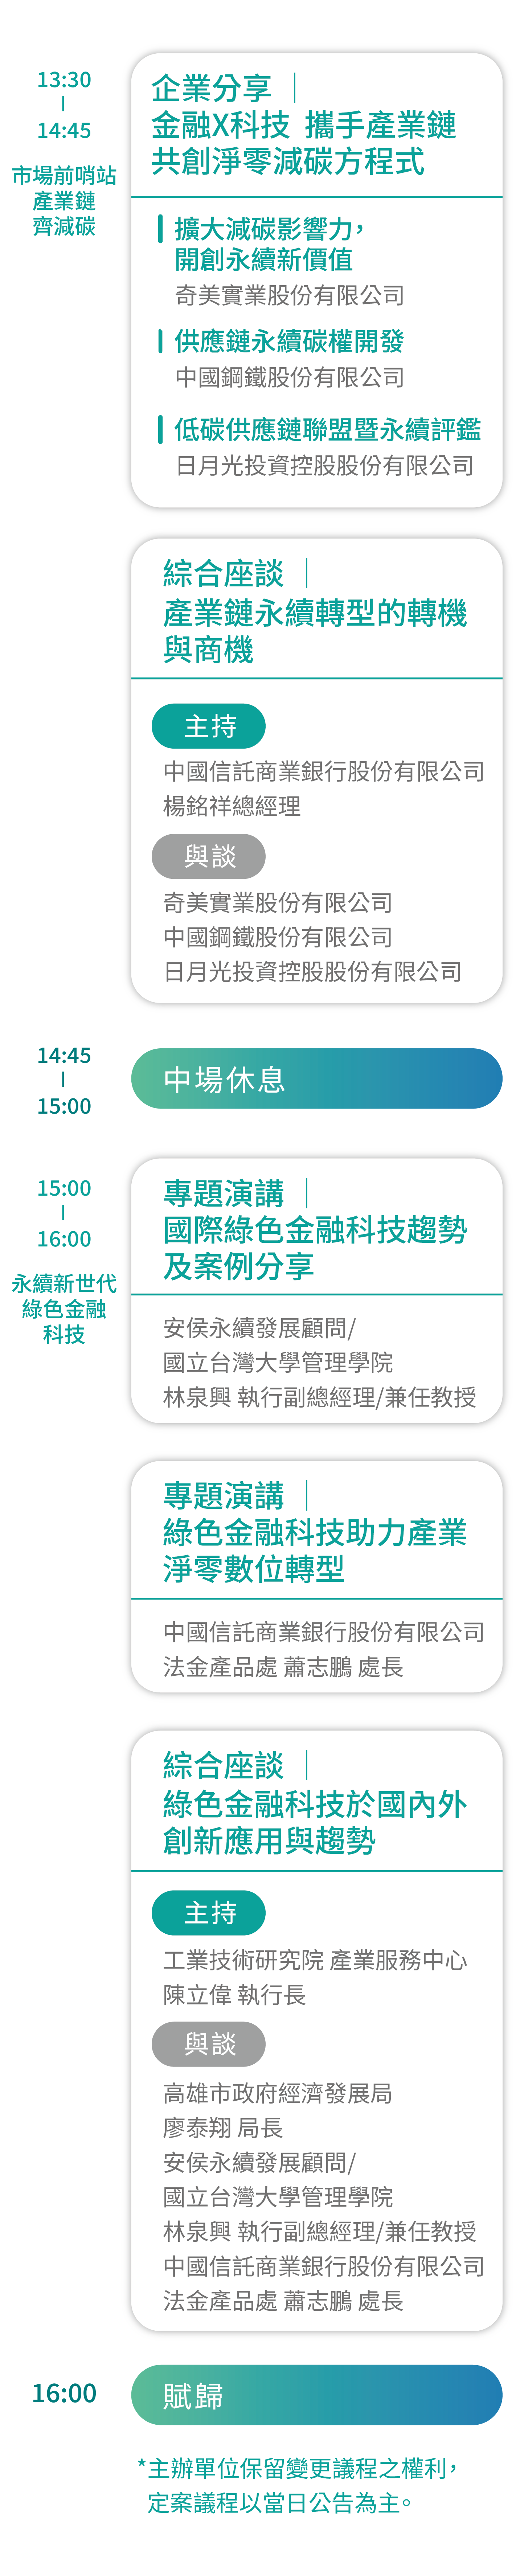 13:30
|
14:45
市場前哨站
產業鏈
齊減碳
企業分享｜
金融X科技 攜手產業鏈
共創淨零減碳方程式
擴大減碳影響力，
開創永續新價值
奇美實業股份有限公司
供應鏈永續碳權開發
中國鋼鐵股份有限公司
低碳供應鏈聯盟暨永續評鑑
日月光投資控股股份有限公司
綜合座談｜
產業鏈永續轉型的轉機
與商機
主持
中國信託商業銀行股份有限公司
楊銘祥總經理
與談
奇美實業股份有限公司
中國鋼鐵股份有限公司
日月光投資控股股份有限公司
14:45
|
15:00
中場休息
15:00
|
16:00
永續新世代
綠色金融
科技
專題演講｜
國際綠色金融科技趨勢
及案例分享
安侯永續發展顧問/
國立台灣大學管理學院
林泉興 執行副總經理/兼任教授
專題演講｜
綠色金融科技助力產業
淨零數位轉型
中國信託商業銀行股份有限公司
法金產品處 蕭志鵬 處長
綜合座談｜
綠色金融科技於國內外
創新應用與趨勢
主持
工業技術研究院 產業服務中心
陳立偉 執行長
與談
高雄市政府經濟發展局
廖泰翔 局長
安侯永續發展顧問/
國立台灣大學管理學院
林泉興 執行副總經理/兼任教授
中國信託商業銀行股份有限公司
法金產品處 蕭志鵬 處長
16:00
賦歸
*主辦單位保留變更議程之權利，
定案議程以當日公告為主。